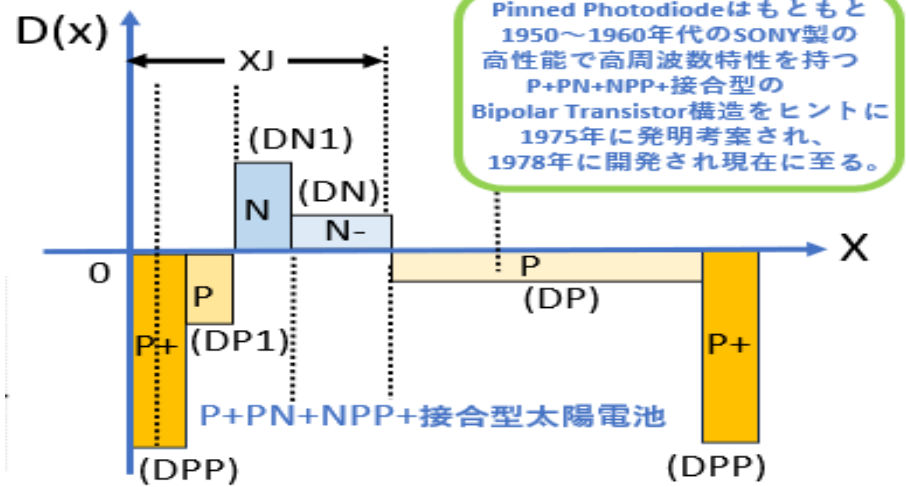 Pinned Photodiodeはもともと
1950～1960年代のSONY製の
高性能で高周波数特性を持つ
P+PN+NPP+接合型の
Bipolar Transistor構造をヒントに
1975年に発明考案され、
1978年に開発され現在に至る。
D(x)
XJ
(DN1)
(DN)
N
N-
X
0
P
P
(DP)
P+
(DP1)
P+
P+PN+NPP+接合型太陽電池
(DPP)
(DPP)